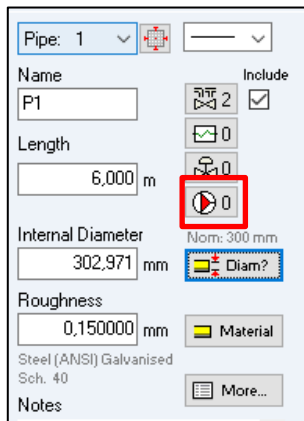 Pipe: 1
Name
Include
P1
2
0
Length
0
6,000 m
0
Internal Diameter
Nom: 300 mm
302,971 mm
Diam?
Roughness
0,150000 mm
Material
Steel (ANSI) Galvanised
Sch. 40
More...
Notes